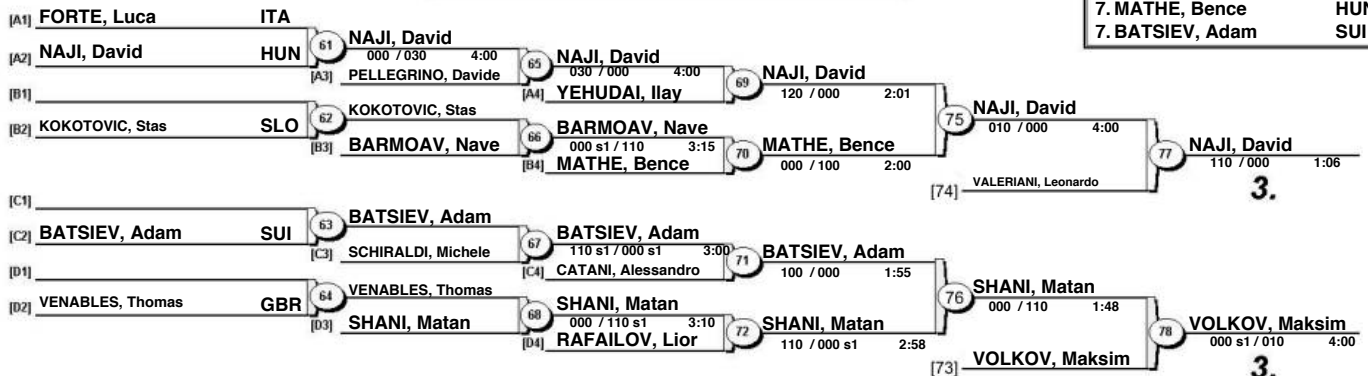 7. MATHE, Bence HUN
7. BATSIEV, Adam SUI
[A1] FORTE, Luca ITA
[A2] NAJI, David HUN
61
NAJI, David
000 / 030 4:00
[A3] PELLEGRINO, Davide
65
NAJI, David
030 / 000 4:00
[A4] YEHUDAI, Ilay
69
NAJI, David
120 / 000 2:01
[B1]
[B2] KOKOTOVIC, Stas SLO
62
KOKOTOVIC, Stas
[B3] BARMOAV, Nave
66
BARMOAV, Nave
000 s1 / 110 3:15
[B4] MATHE, Bence
70
MATHE, Bence
000 / 100 2:00
75
NAJI, David
010 / 000 4:00
[74] VALERIANI, Leonardo
77
NAJI, David
110 / 000 1:06
3.
[C1]
[C2] BATSIEV, Adam SUI
63
BATSIEV, Adam
[C3] SCHIRALDI, Michele
67
BATSIEV, Adam
110 s1 / 000 s1 3:00
[C4] CATANI, Alessandro
71
BATSIEV, Adam
100 / 000 1:55
[D1]
[D2] VENABLES, Thomas GBR
64
VENABLES, Thomas
[D3] SHANI, Matan
68
SHANI, Matan
000 / 110 s1 3:10
[D4] RAFAILOV, Lior
72
SHANI, Matan
110 / 000 s1 2:58
76
SHANI, Matan
000 / 110 1:48
[73] VOLKOV, Maksim
78
VOLKOV, Maksim
000 s1 / 010 4:00
3.